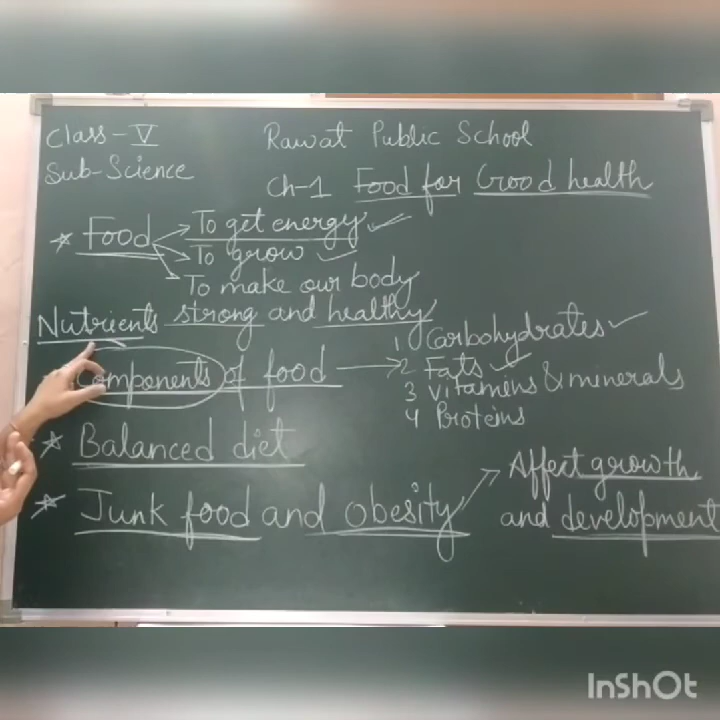 Class-V
Rawat Public School
Sub-Science
Ch-1 Food for Good health
Food
To get energy
To grow
To make our body
Nutrients strong and healthy
Components of food
1 Carbohydrates
2 Fats
3 Vitamins & minerals
4 Proteins
Balanced diet
Junk food and obesity
Affect growth
and development
InShOt